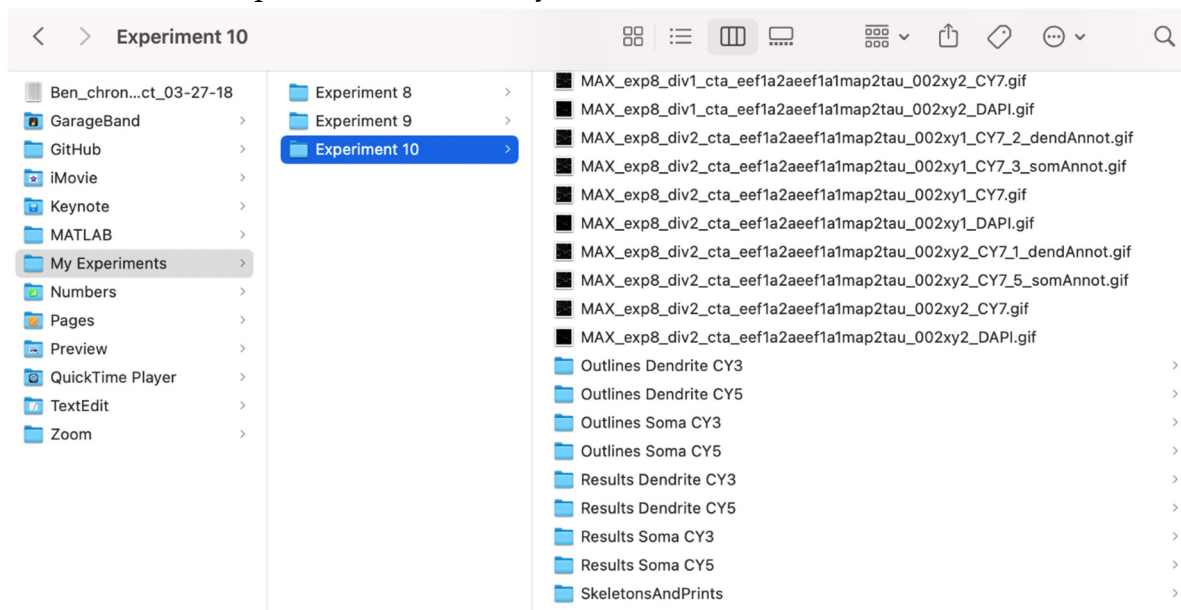 Experiment 10
Ben_chron...ct_03-27-18
GarageBand
GitHub
iMovie
Keynote
MATLAB
My Experiments
Numbers
Pages
Preview
QuickTime Player
TextEdit
Zoom
Experiment 8
Experiment 9
Experiment 10
MAX_exp8_div1_cta_eef1a2aeef1a1map2tau_002xy2_CY7.gif
MAX_exp8_div1_cta_eef1a2aeef1a1map2tau_002xy2_DAPI.gif
MAX_exp8_div2_cta_eef1a2aeef1a1map2tau_002xy1_CY7_2_dendAnnot.gif
MAX_exp8_div2_cta_eef1a2aeef1a1map2tau_002xy1_CY7_3_somAnnot.gif
MAX_exp8_div2_cta_eef1a2aeef1a1map2tau_002xy1_CY7.gif
MAX_exp8_div2_cta_eef1a2aeef1a1map2tau_002xy1_DAPI.gif
MAX_exp8_div2_cta_eef1a2aeef1a1map2tau_002xy2_CY7_1_dendAnnot.gif
MAX_exp8_div2_cta_eef1a2aeef1a1map2tau_002xy2_CY7_5_somAnnot.gif
MAX_exp8_div2_cta_eef1a2aeef1a1map2tau_002xy2_CY7.gif
MAX_exp8_div2_cta_eef1a2aeef1a1map2tau_002xy2_DAPI.gif
Outlines Dendrite CY3
Outlines Dendrite CY5
Outlines Soma CY3
Outlines Soma CY5
Results Dendrite CY3
Results Dendrite CY5
Results Soma CY3
Results Soma CY5
SkeletonsAndPrints